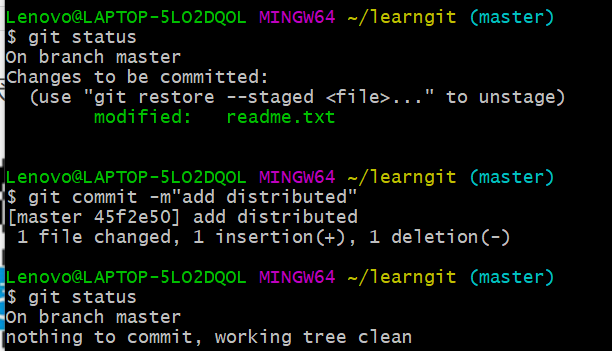 Lenovo@LAPTOP-5LO2DQOL MINGW64 ~/learngit (master)
$ git status
On branch master
Changes to be committed:
  (use "git restore --staged <file>..." to unstage)
        modified:   readme.txt
Lenovo@LAPTOP-5LO2DQOL MINGW64 ~/learngit (master)
$ git commit -m"add distributed"
[master 45f2e50] add distributed
 1 file changed, 1 insertion(+), 1 deletion(-)
Lenovo@LAPTOP-5LO2DQOL MINGW64 ~/learngit (master)
$ git status
On branch master
nothing to commit, working tree clean